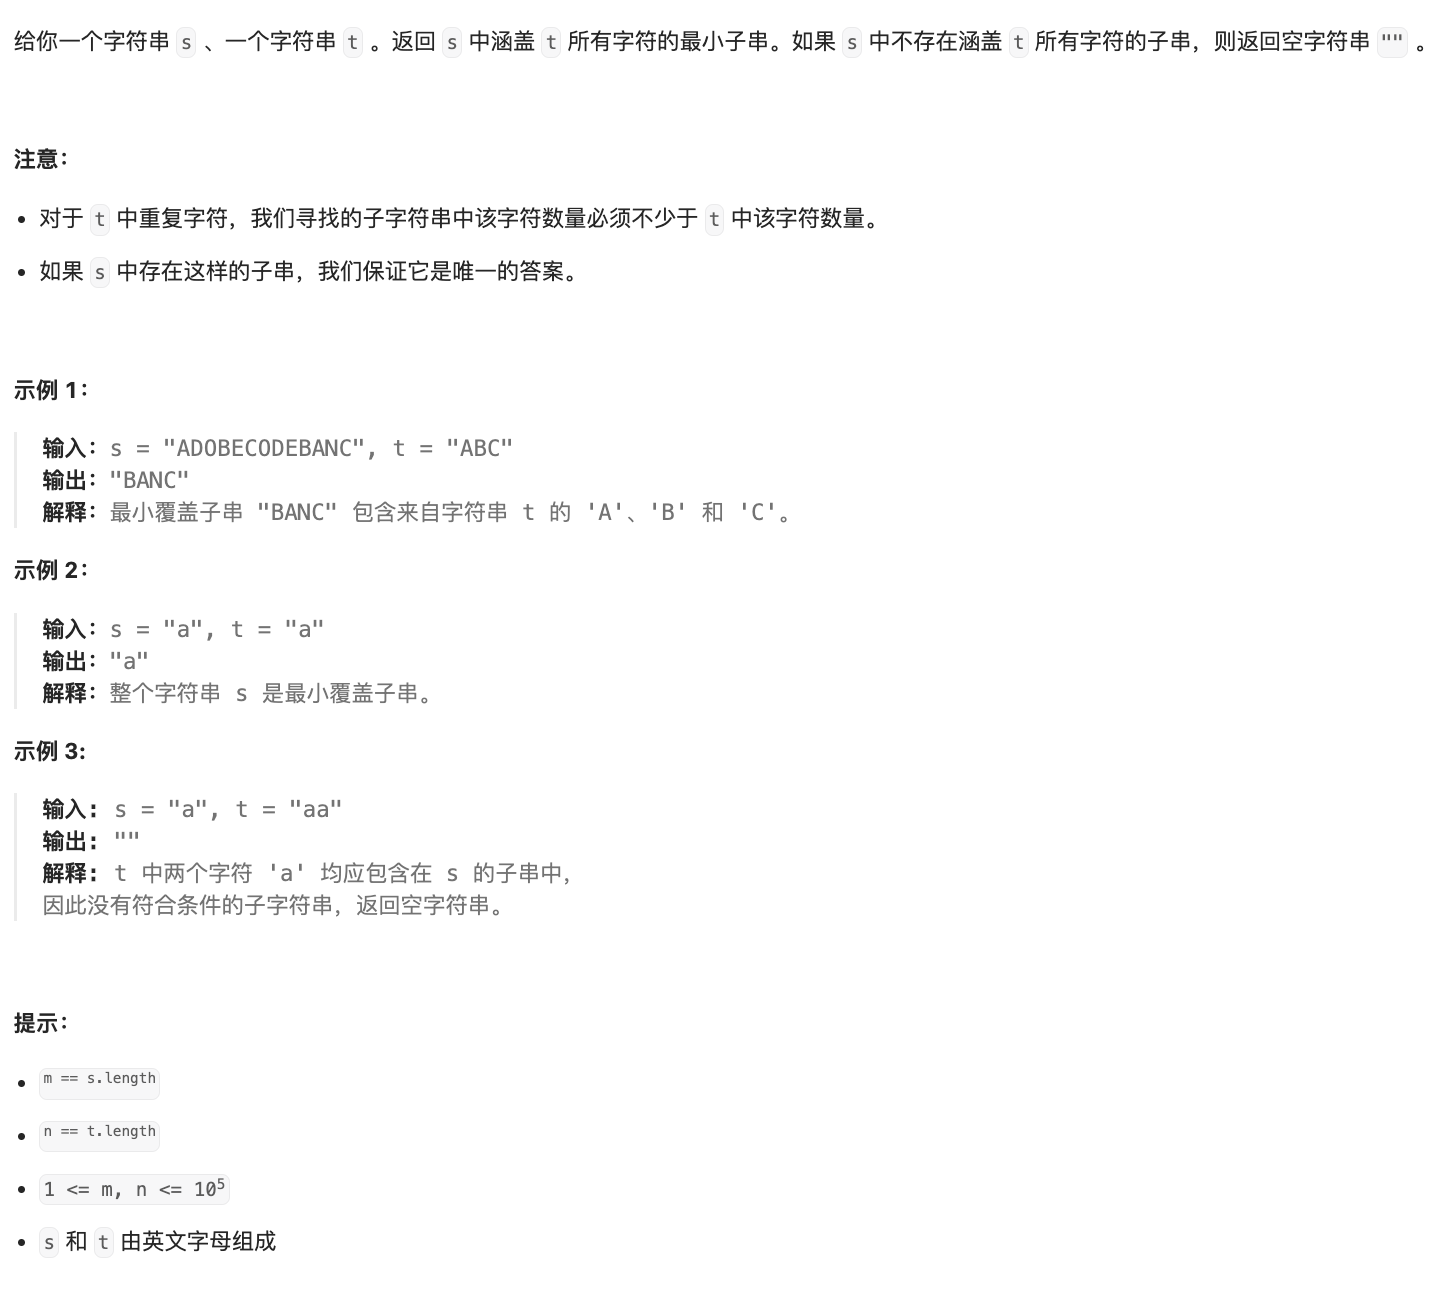 给你一个字符串 s 、一个字符串 t 。返回 s 中涵盖 t 所有字符的最小子串。如果 s 中不存在涵盖 t 所有字符的子串，则返回空字符串 "" 。
注意：
• 对于 t 中重复字符，我们寻找的子字符串中该字符数量必须不少于 t 中该字符数量。
• 如果 s 中存在这样的子串，我们保证它是唯一的答案。
示例 1：
输入：s = "ADOBECODEBANC", t = "ABC"
输出："BANC"
解释：最小覆盖子串 "BANC" 包含来自字符串 t 的 'A'、'B' 和 'C'。
示例 2：
输入：s = "a", t = "a"
输出："a"
解释：整个字符串 s 是最小覆盖子串。
示例 3:
输入: s = "a", t = "aa"
输出: ""
解释: t 中两个字符 'a' 均应包含在 s 的子串中，
因此没有符合条件的子字符串，返回空字符串。
提示：
• m == s.length
• n == t.length
• 1 <= m, n <= 10⁵
• s 和 t 由英文字母组成